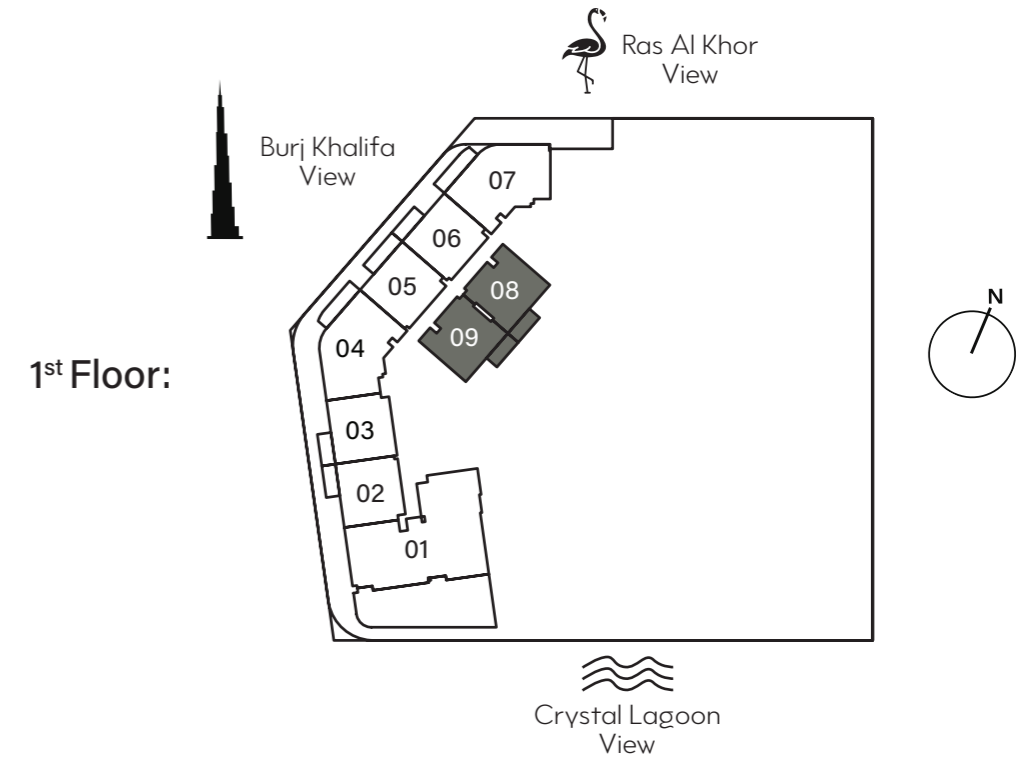 Ras Al Khor
View
Burj Khalifa
View
07
06
05
08
09
04
N
1st Floor:
03
02
01
Crystal Lagoon
View